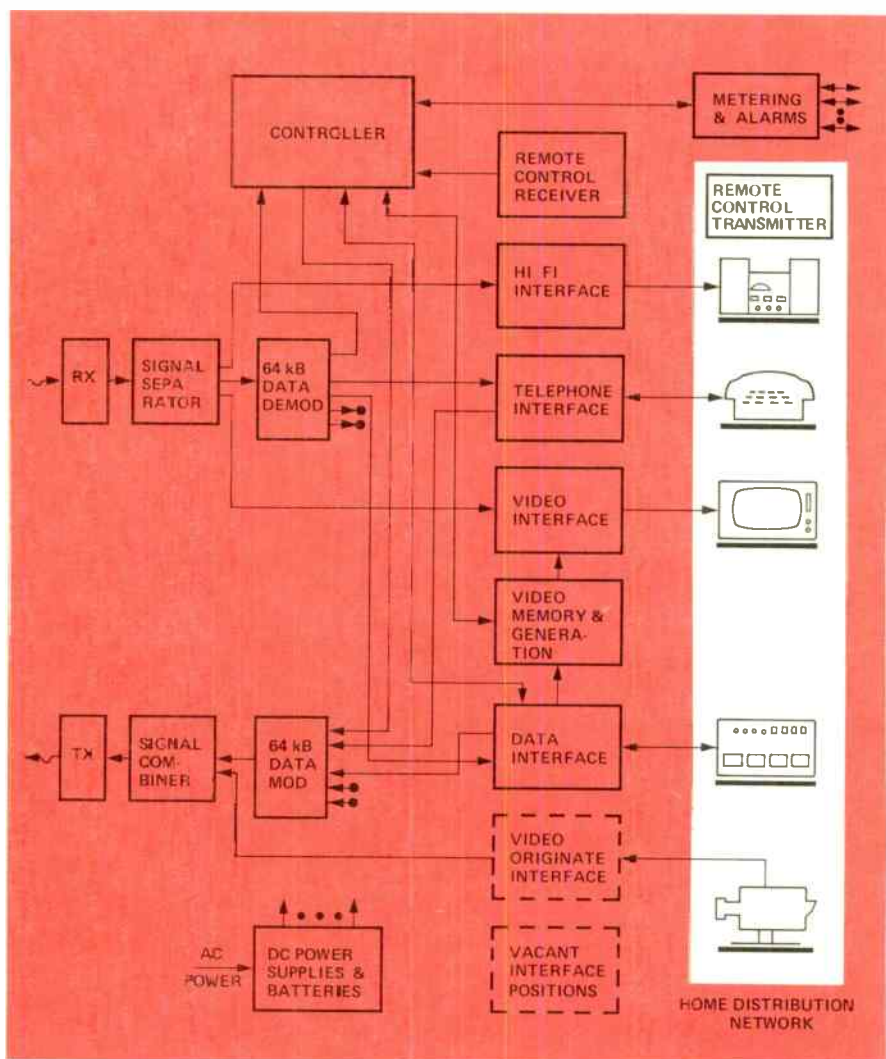 CONTROLLER
METERING
& ALARMS
REMOTE
CONTROL
RECEIVER
REMOTE
CONTROL
TRANSMITTER
HI FI
INTERFACE
RX
SIGNAL
SEPA
RATOR
64 kB
DATA
DEMOD
TELEPHONE
INTERFACE
VIDEO
INTERFACE
VIDEO
MEMORY &
GENERA-
TION
TX
SIGNAL
COM-
BINER
64 kB
DATA
MOD
DATA
INTERFACE
VIDEO
ORIGINATE
INTERFACE
AC
POWER
DC POWER
SUPPLIES &
BATTERIES
VACANT
INTERFACE
POSITIONS
HOME DISTRIBUTION
NETWORK